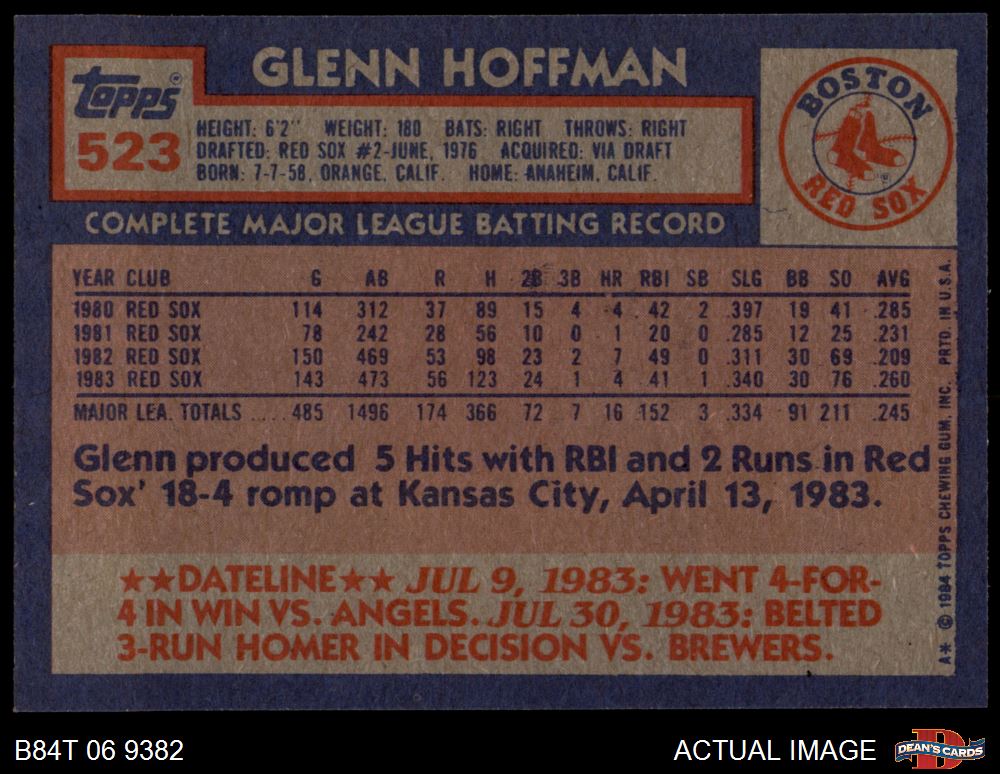 GLENN HOFFMAN
Topps®
523
HEIGHT: 6'2" WEIGHT: 180 BATS: RIGHT THROWS: RIGHT
DRAFTED: RED SOX #2-JUNE, 1976 ACQUIRED: VIA DRAFT
BORN: 7-7-58, ORANGE, CALIF. HOME: ANAHEIM, CALIF.
BOSTON
RED SOX
COMPLETE MAJOR LEAGUE BATTING RECORD
YEAR CLUB G AB R H 2B 3B HR RBI SB SLG BB SO AVG
1980 RED SOX 114 312 37 89 15 4 4 42 2 .397 19 41 .285
1981 RED SOX 78 242 28 56 10 0 1 20 0 .285 12 25 .231
1982 RED SOX 150 469 53 98 23 2 7 49 0 .311 30 69 .209
1983 RED SOX 143 473 56 123 24 1 4 41 1 .340 30 76 .260
MAJOR LEA. TOTALS ..... 485 1496 174 366 72 7 16 152 3 .334 91 211 .245
Glenn produced 5 Hits with RBI and 2 Runs in Red
Sox' 18-4 romp at Kansas City, April 13, 1983.
★★DATELINE★★ JUL 9, 1983: WENT 4-FOR-
4 IN WIN VS. ANGELS. JUL 30, 1983: BELTED
3-RUN HOMER IN DECISION VS. BREWERS.
A* © 1984 TOPPS CHEWING GUM, INC. PRTD. IN U.S.A.
B84T 06 9382
ACTUAL IMAGE
DEAN'S CARDS